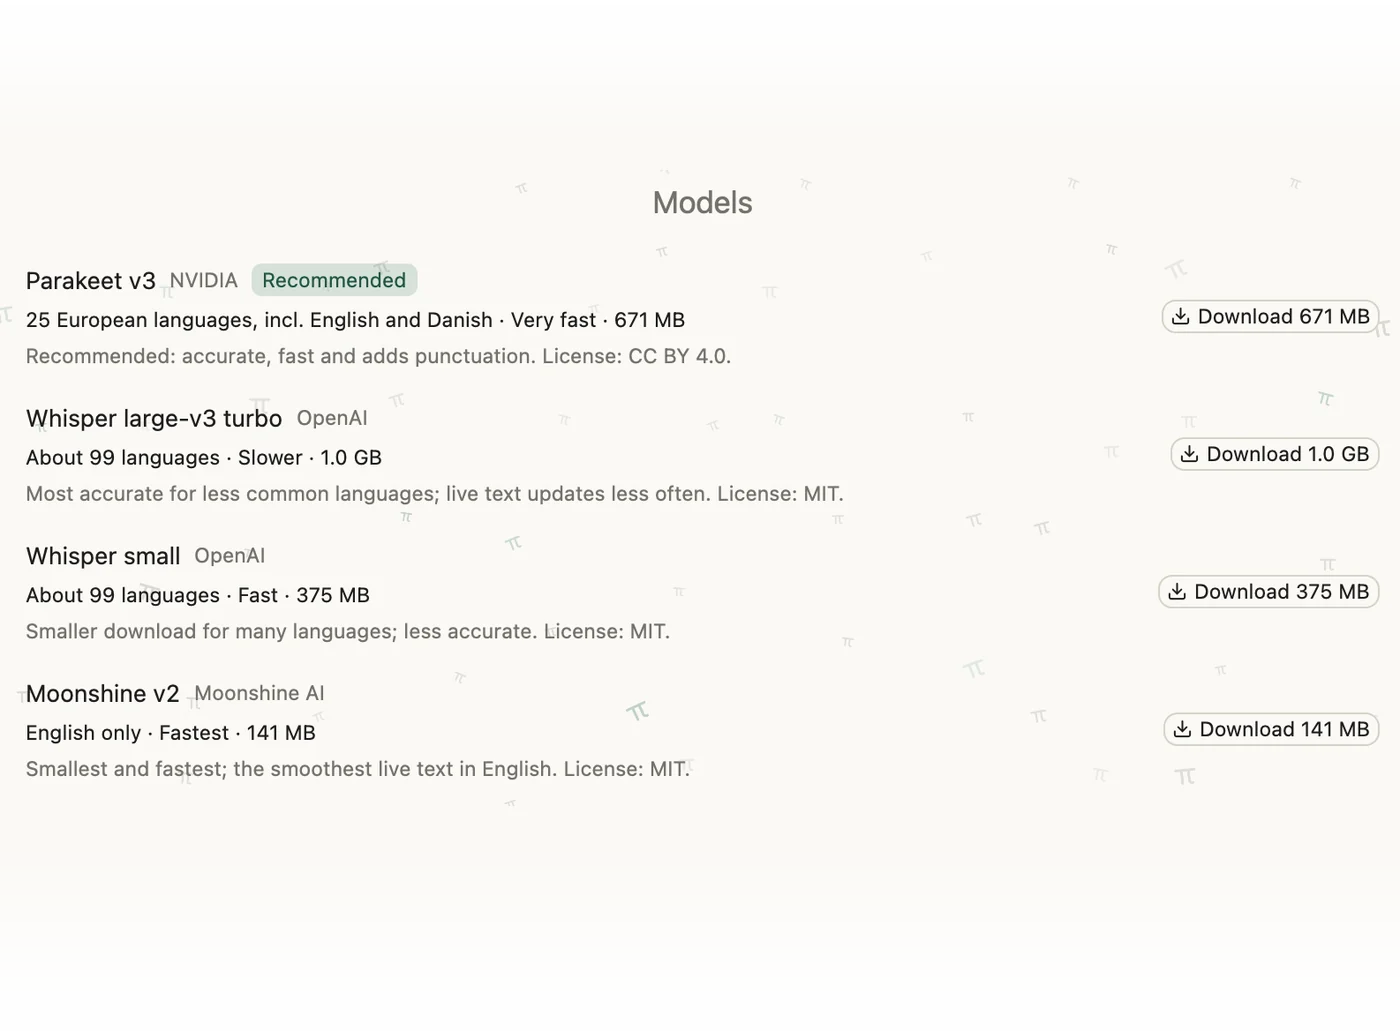 Models
Parakeet v3 NVIDIA Recommended
25 European languages, incl. English and Danish · Very fast · 671 MB
Download 671 MB
Recommended: accurate, fast and adds punctuation. License: CC BY 4.0.
Whisper large-v3 turbo OpenAI
About 99 languages · Slower · 1.0 GB
Download 1.0 GB
Most accurate for less common languages; live text updates less often. License: MIT.
Whisper small OpenAI
About 99 languages · Fast · 375 MB
Download 375 MB
Smaller download for many languages; less accurate. License: MIT.
Moonshine v2 Moonshine AI
English only · Fastest · 141 MB
Download 141 MB
Smallest and fastest; the smoothest live text in English. License: MIT.